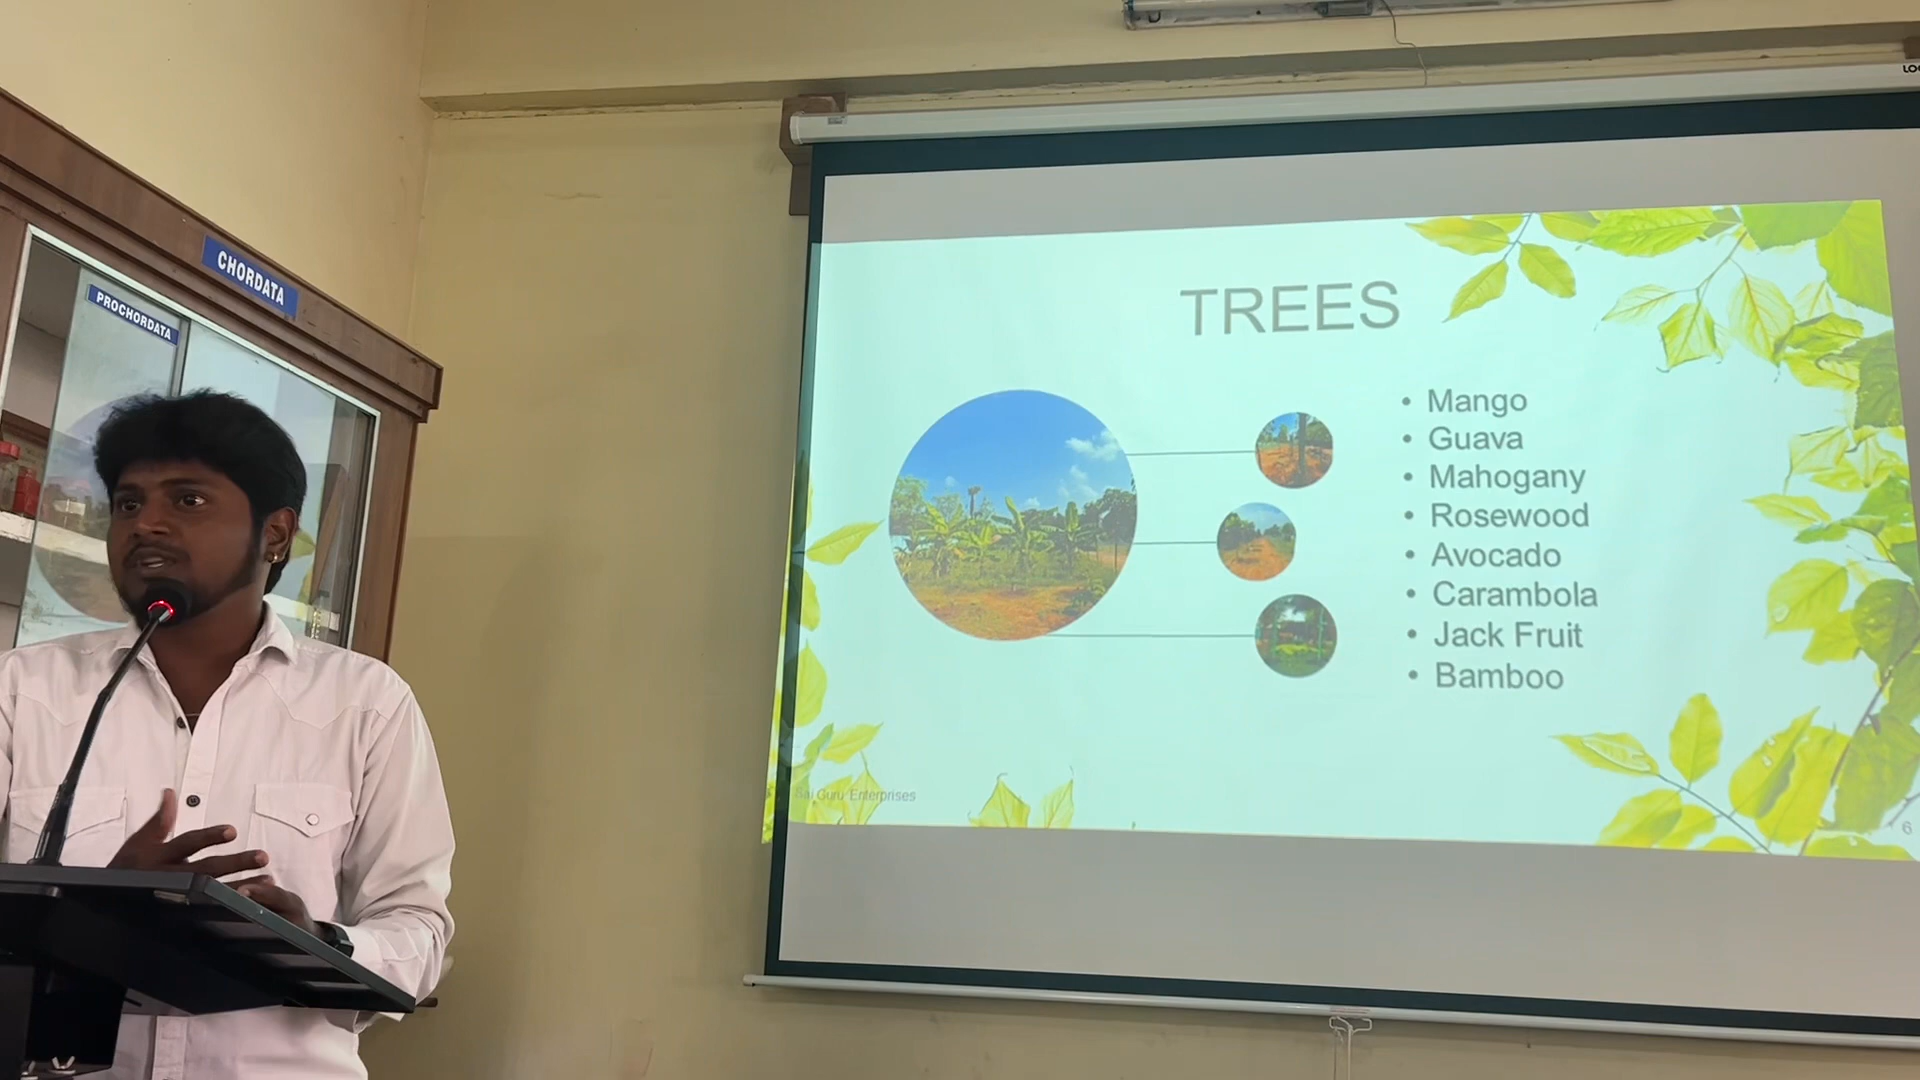 CHORDATA
PROCHORDATA
TREES
• Mango
• Guava
• Mahogany
• Rosewood
• Avocado
• Carambola
• Jack Fruit
• Bamboo
Sai Guru Enterprises
6